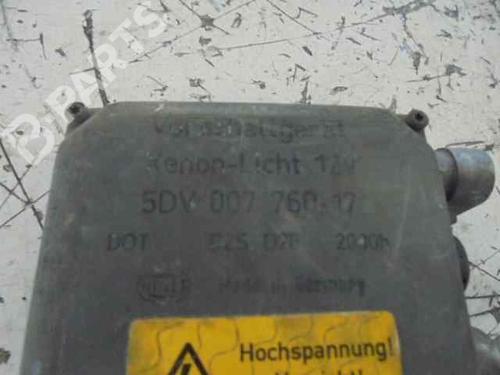 B-PARTS
Vorschaltgerät
Xenon-Licht 12V
5DV 007 760-17
DOT D2S D2R 2000h
Made in Germany
Hochspannung!